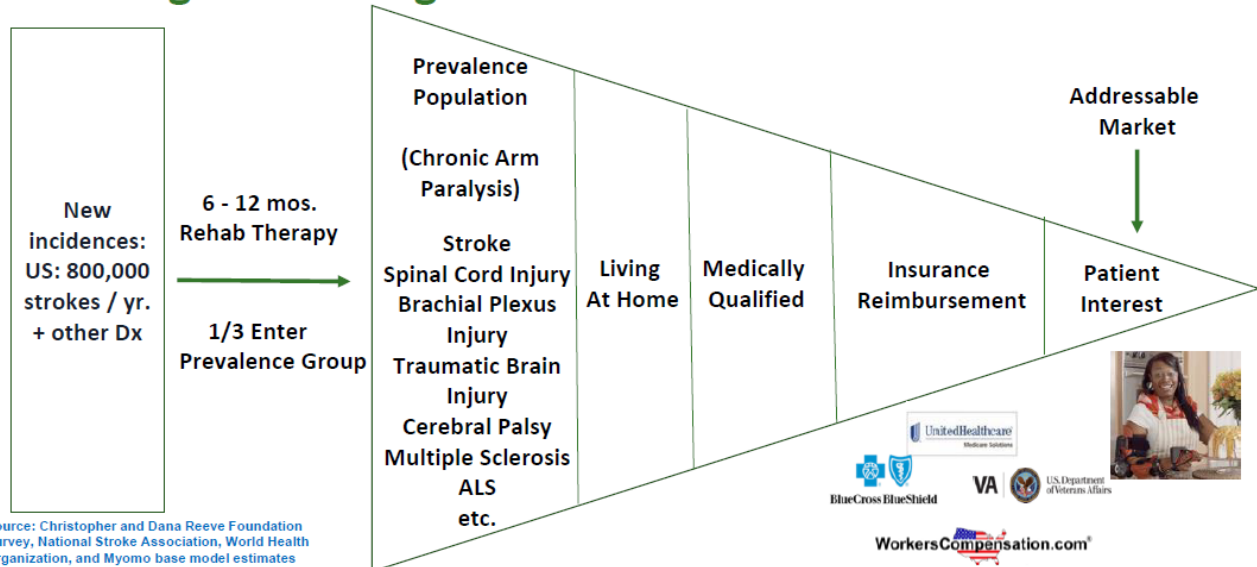 New
incidences:
US: 800,000
strokes / yr.
+ other Dx
6 - 12 mos.
Rehab Therapy
1/3 Enter
Prevalence Group
Prevalence
Population
(Chronic Arm
Paralysis)
Stroke
Spinal Cord Injury
Brachial Plexus
Injury
Traumatic Brain
Injury
Cerebral Palsy
Multiple Sclerosis
ALS
etc.
Living
At Home
Medically
Qualified
Insurance
Reimbursement
Addressable
Market
Patient
Interest
UnitedHealthcare
Medicare Solutions
BlueCross BlueShield
VA
U.S. Department
of Veterans Affairs
WorkersCompensation.com®
ource: Christopher and Dana Reeve Foundation
urvey, National Stroke Association, World Health
rganization, and Myomo base model estimates